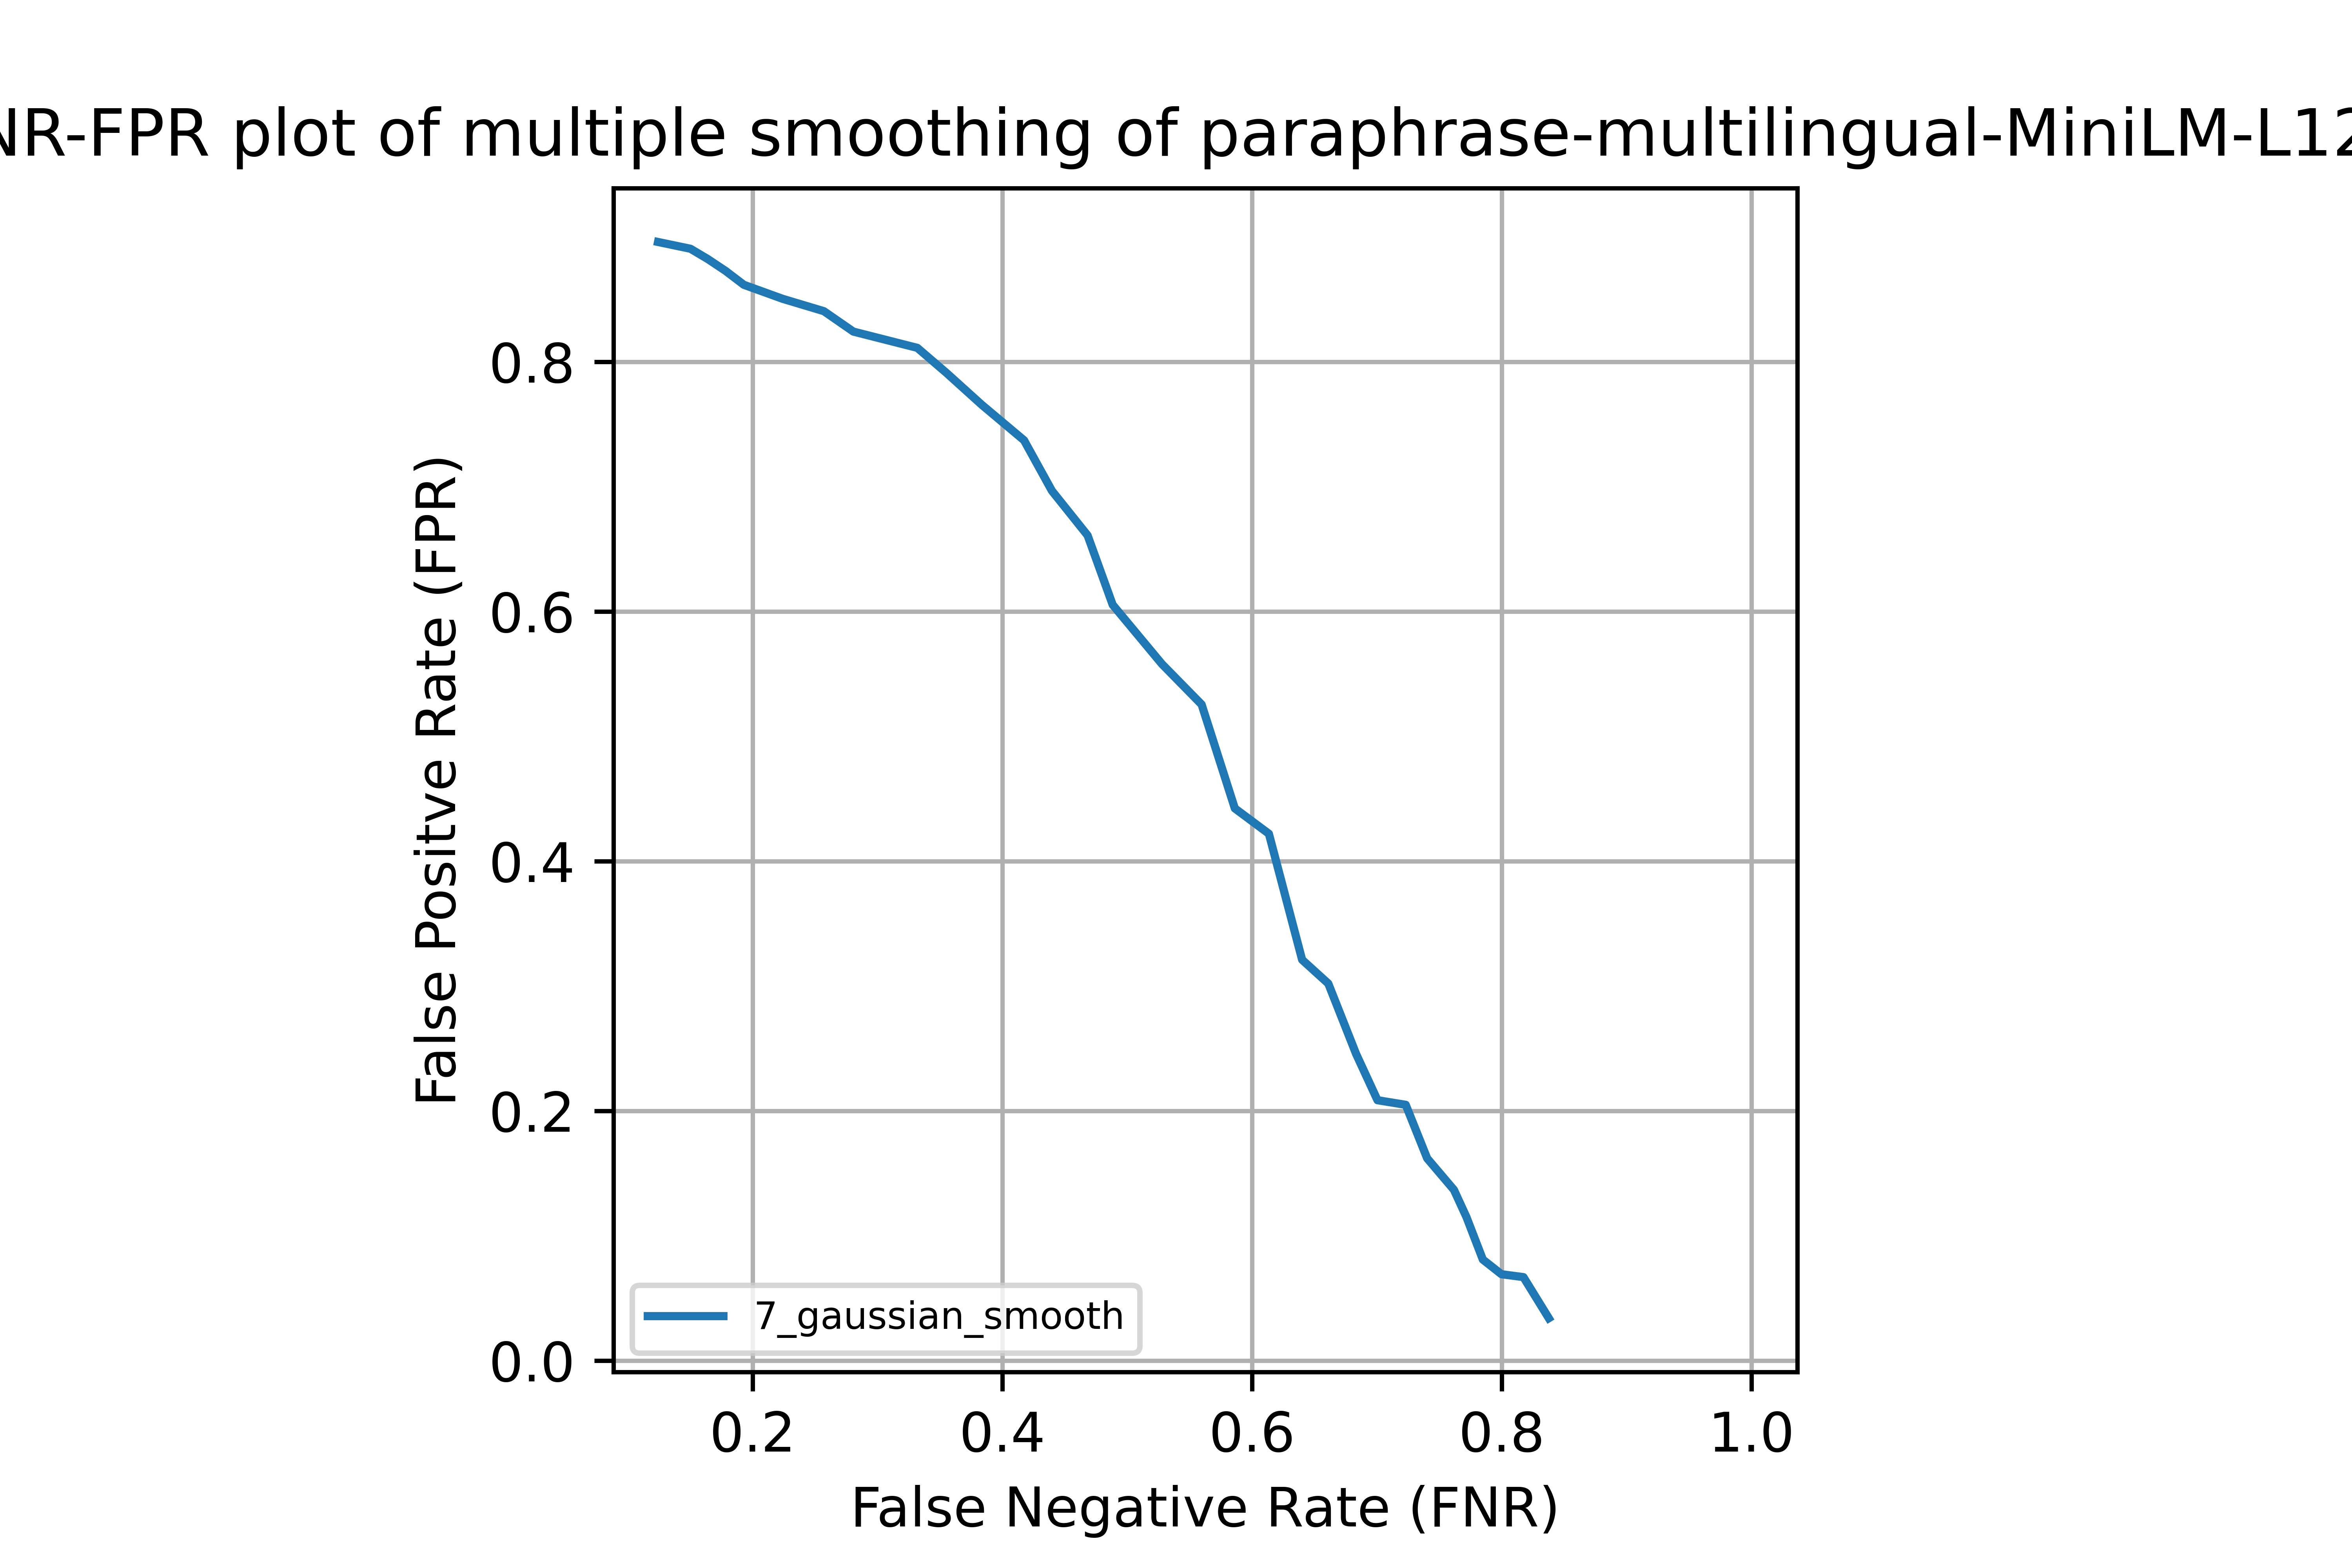 NR-FPR plot of multiple smoothing of paraphrase-multilingual-MiniLM-L12
False Positve Rate (FPR)
0.8
0.6
0.4
0.2
0.0
7_gaussian_smooth
0.2 0.4 0.6 0.8 1.0
False Negative Rate (FNR)